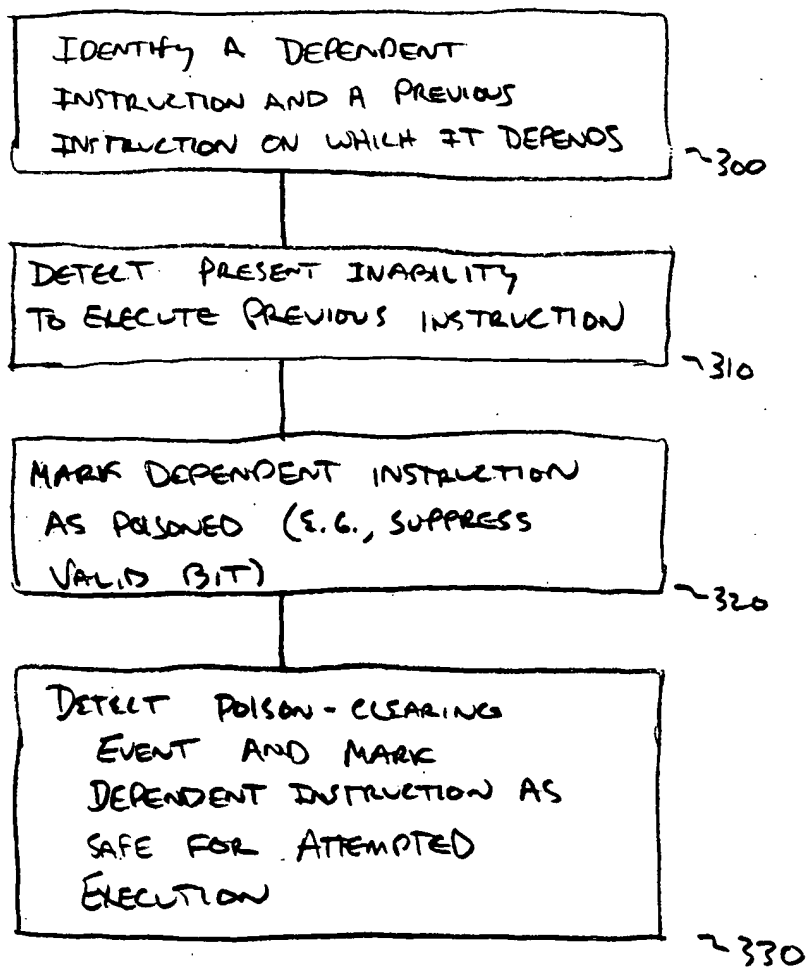 IDENTIFY A DEPENDENT
INSTRUCTION AND A PREVIOUS
INSTRUCTION ON WHICH IT DEPENDS
~300
DETECT PRESENT INABILITY
TO EXECUTE PREVIOUS INSTRUCTION
~310
MARK DEPENDENT INSTRUCTION
AS POISONED (E.G., SUPPRESS
VALID BIT)
~320
DETECT POISON-CLEARING
EVENT AND MARK
DEPENDENT INSTRUCTION AS
SAFE FOR ATTEMPTED
EXECUTION
~330